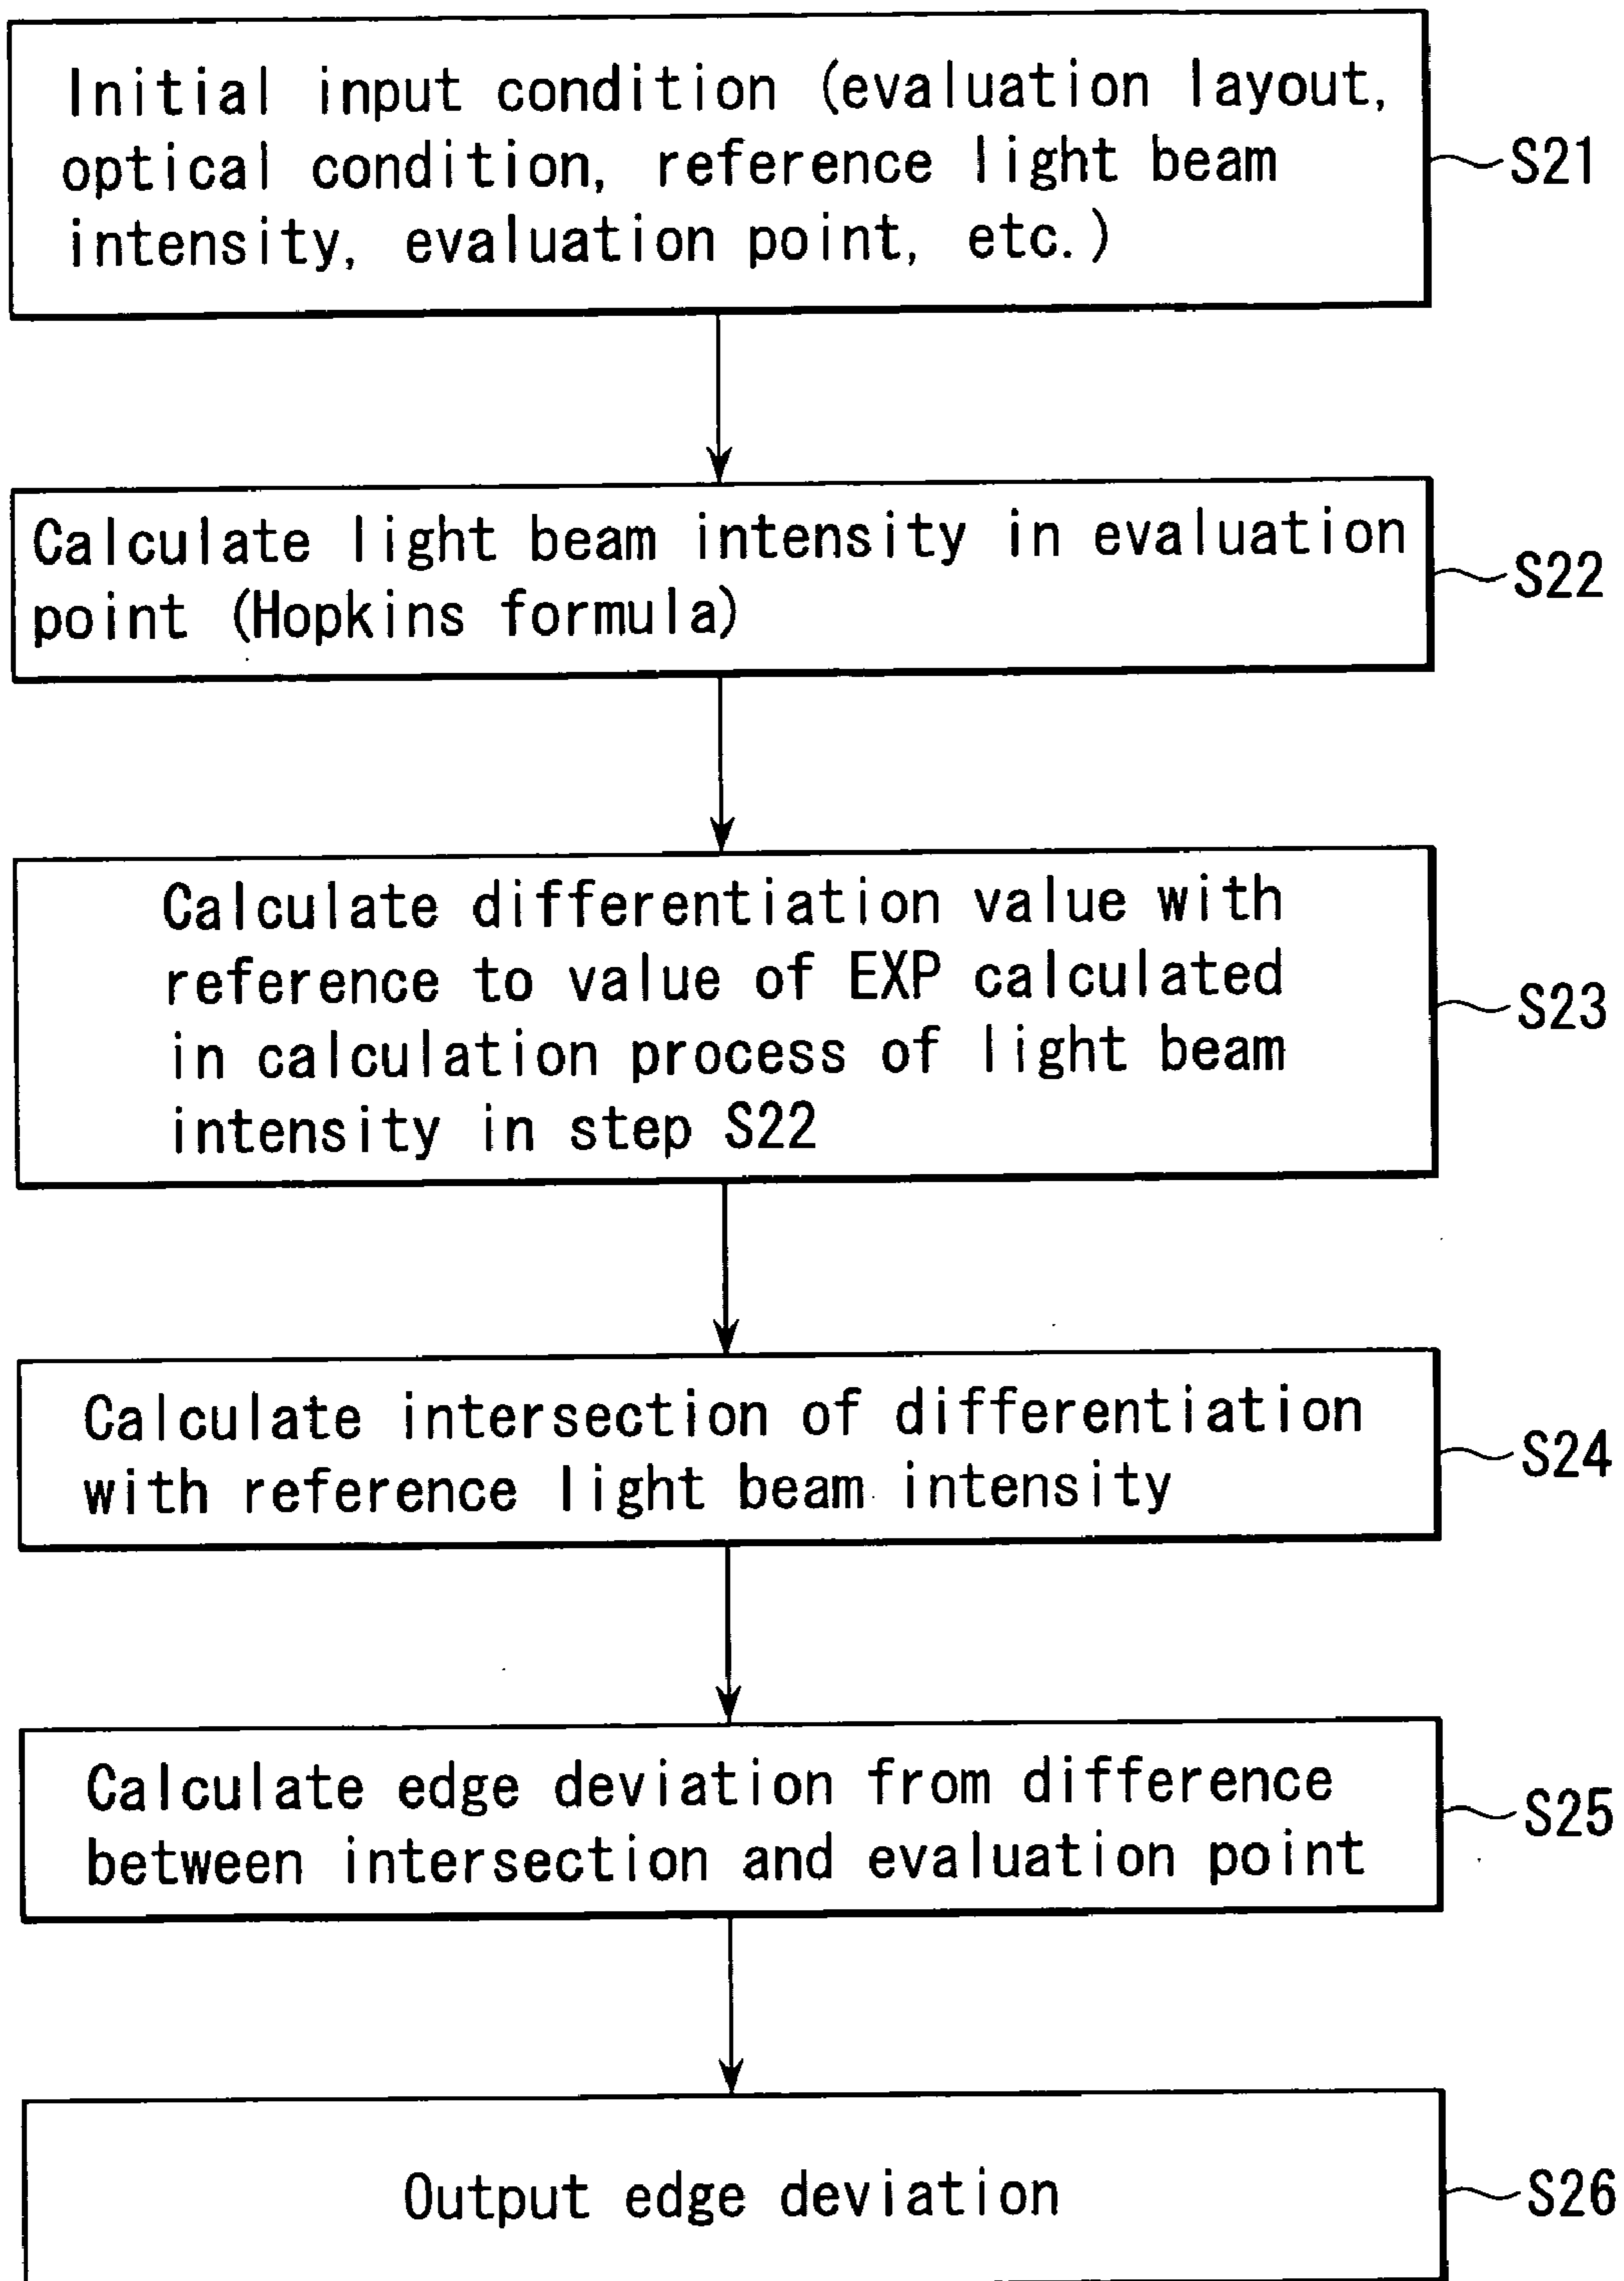 Initial input condition (evaluation layout,
optical condition, reference light beam
intensity, evaluation point, etc.)
S21
Calculate light beam intensity in evaluation
point (Hopkins formula)
S22
Calculate differentiation value with
reference to value of EXP calculated
in calculation process of light beam
intensity in step S22
S23
Calculate intersection of differentiation
with reference light beam intensity
S24
Calculate edge deviation from difference
between intersection and evaluation point
S25
Output edge deviation
S26